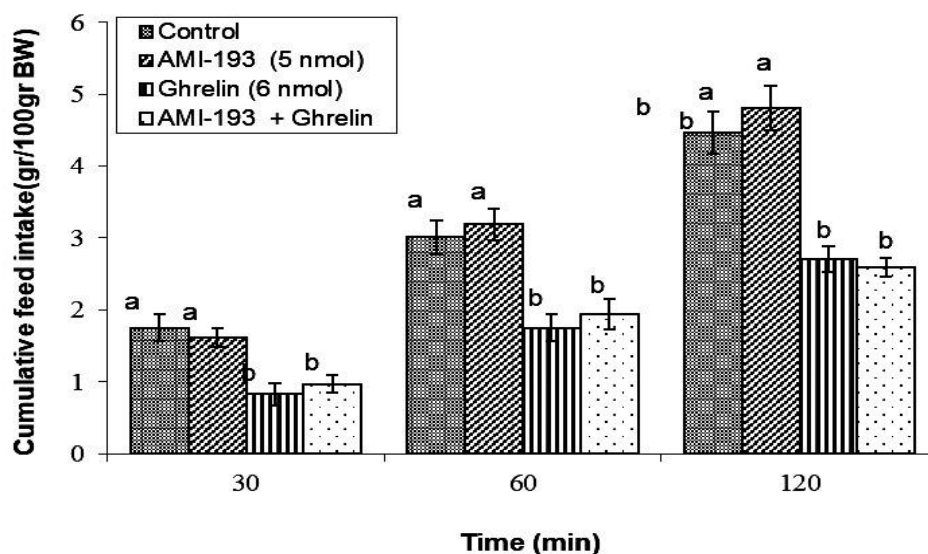 Control
AMI-193 (5 nmol)
Ghrelin (6 nmol)
AMI-193 + Ghrelin
Cumulative feed intake(gr/100gr BW)
6
5
4
3
2
1
0
a a b b
a a b b
b b a a b b
30 60 120
Time (min)